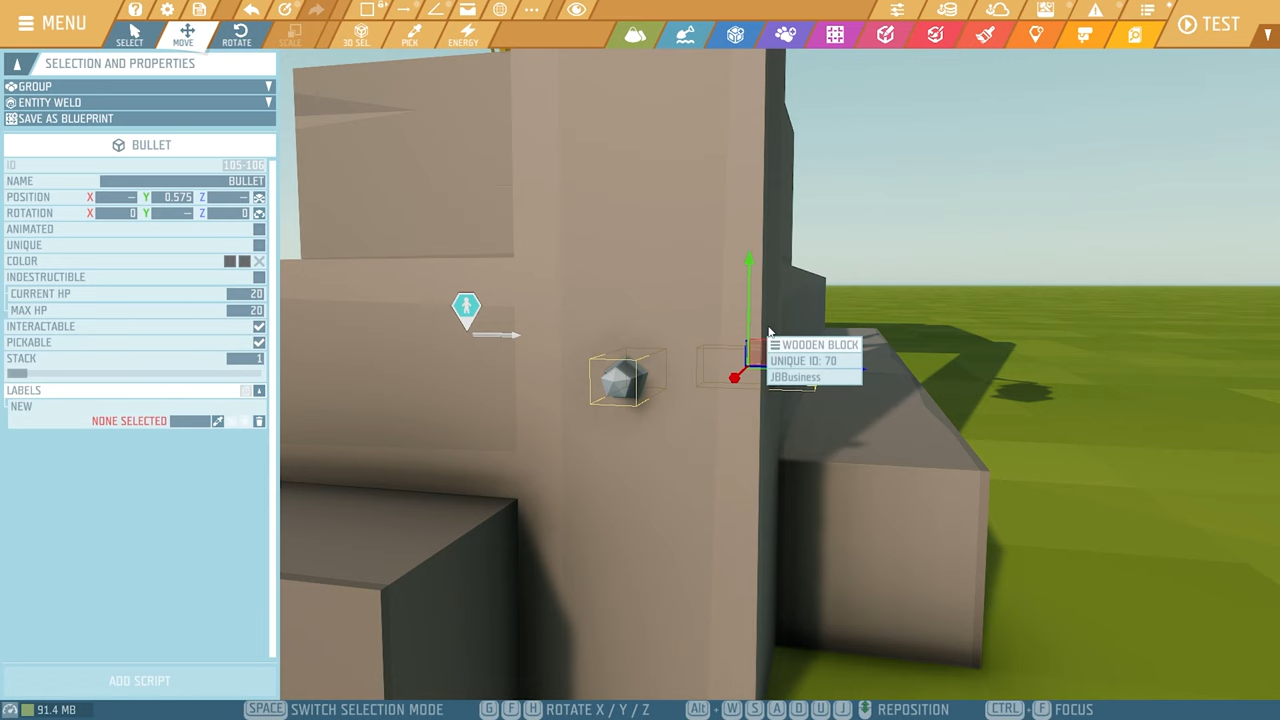 MENU
SELECT
MOVE
ROTATE
SCALE
3D SEL.
PICK
ENERGY
TEST
SELECTION AND PROPERTIES
GROUP
ENTITY WELD
SAVE AS BLUEPRINT
BULLET
ID 105-106
NAME BULLET
POSITION X – Y 0.575 Z –
ROTATION X 0 Y – Z 0
ANIMATED
UNIQUE
COLOR
INDESTRUCTIBLE
CURRENT HP 20
MAX HP 20
INTERACTABLE
PICKABLE
STACK 1
LABELS
NEW
NONE SELECTED
WOODEN BLOCK
UNIQUE ID: 70
JBBusiness
ADD SCRIPT
91.4 MB
SPACE SWITCH SELECTION MODE G F H ROTATE X / Y / Z Alt + W S A D U J REPOSITION CTRL + F FOCUS